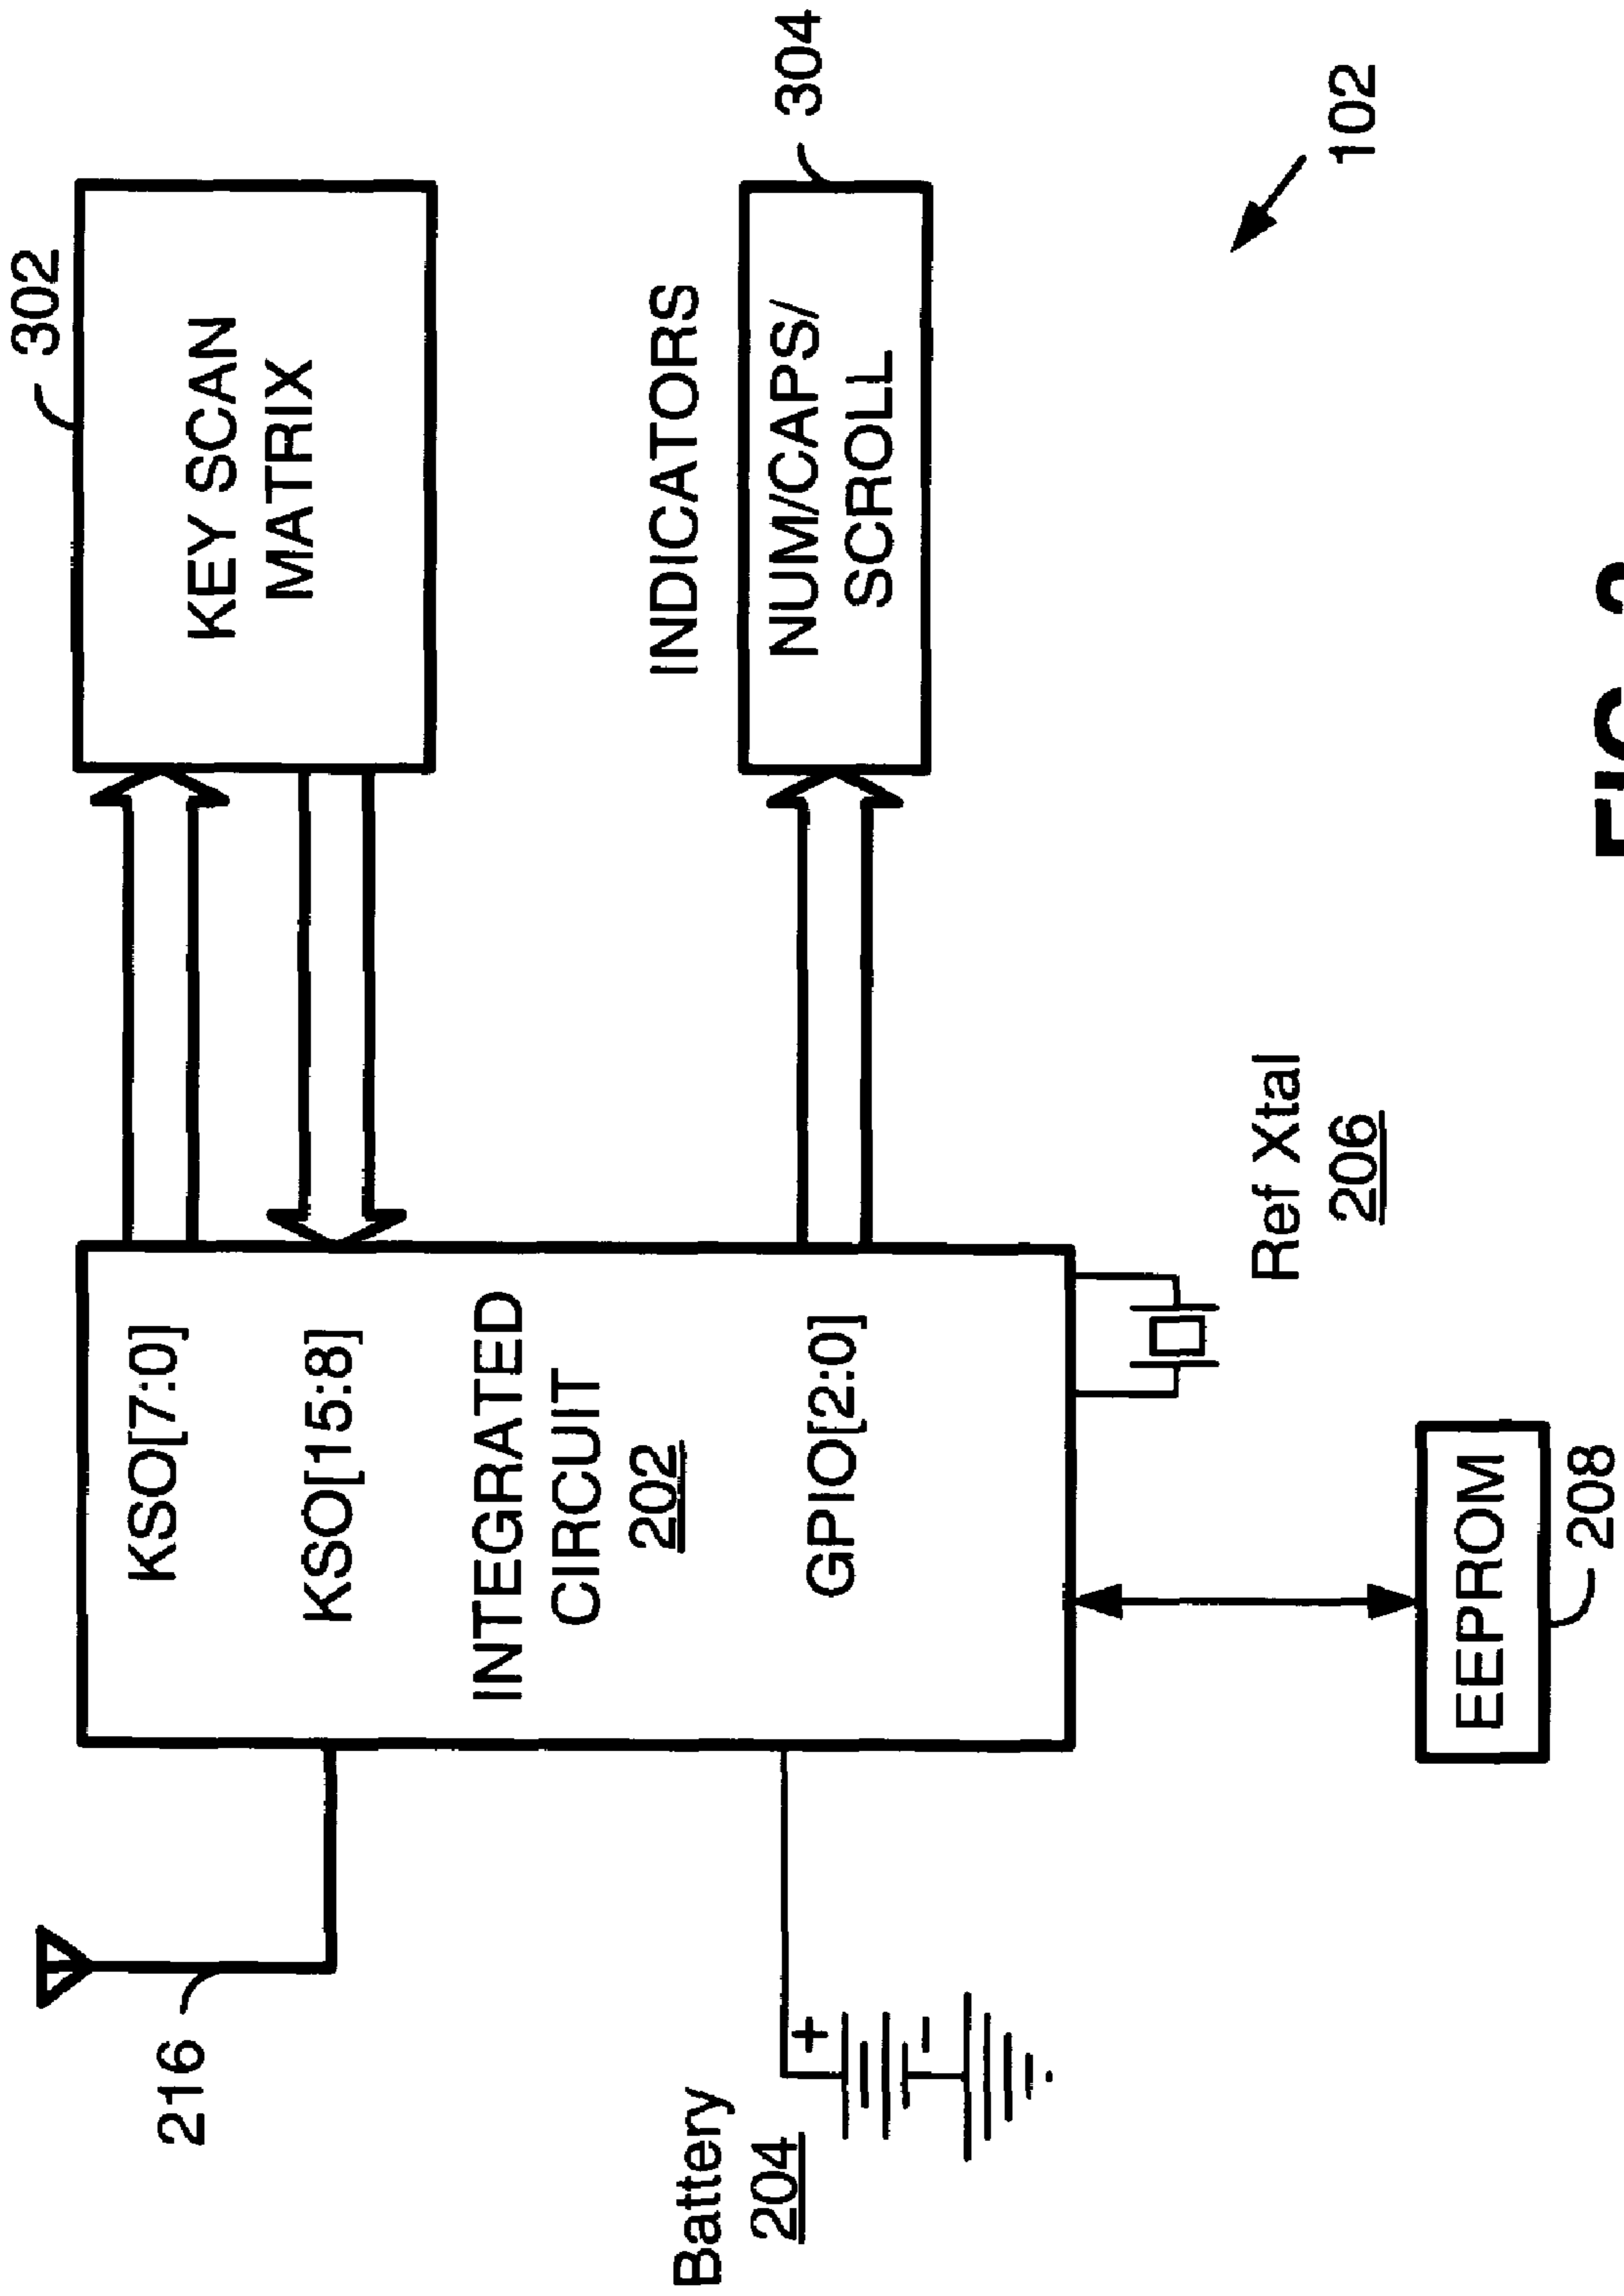 302
KEY SCAN
MATRIX
KSO[7:0]
KSO[15:8]
INTEGRATED
CIRCUIT
202
GPIO[2:0]
INDICATORS
NUM/CAPS/
SCROLL
304
216
Battery
204
+
-
Ref Xtal
206
EEPROM
208
102